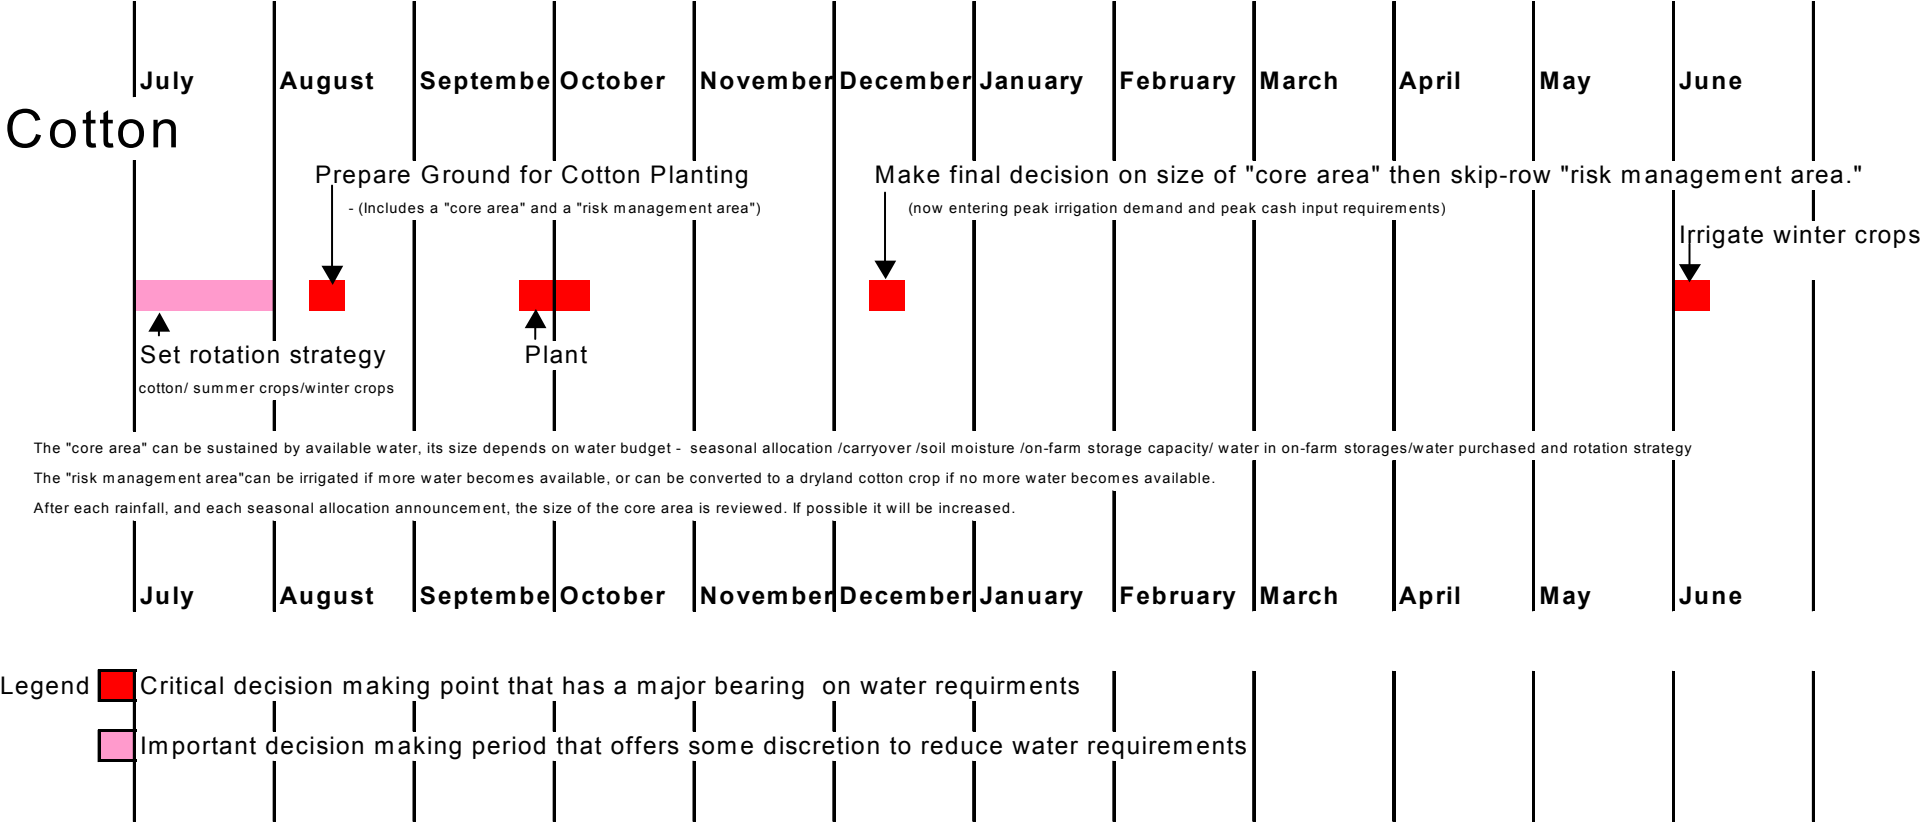 July August Septembe October November December January February March April May June
Cotton
Prepare Ground for Cotton Planting
- (Includes a "core area" and a "risk management area")
Make final decision on size of "core area" then skip-row "risk management area."
(now entering peak irrigation demand and peak cash input requirements)
Irrigate winter crops
Set rotation strategy
cotton/ summer crops/winter crops
Plant
The "core area" can be sustained by available water, its size depends on water budget - seasonal allocation /carryover /soil moisture /on-farm storage capacity/ water in on-farm storages/water purchased and rotation strategy
The "risk management area"can be irrigated if more water becomes available, or can be converted to a dryland cotton crop if no more water becomes available.
After each rainfall, and each seasonal allocation announcement, the size of the core area is reviewed. If possible it will be increased.
July August Septembe October November December January February March April May June
Legend Critical decision making point that has a major bearing on water requirments
Important decision making period that offers some discretion to reduce water requirements